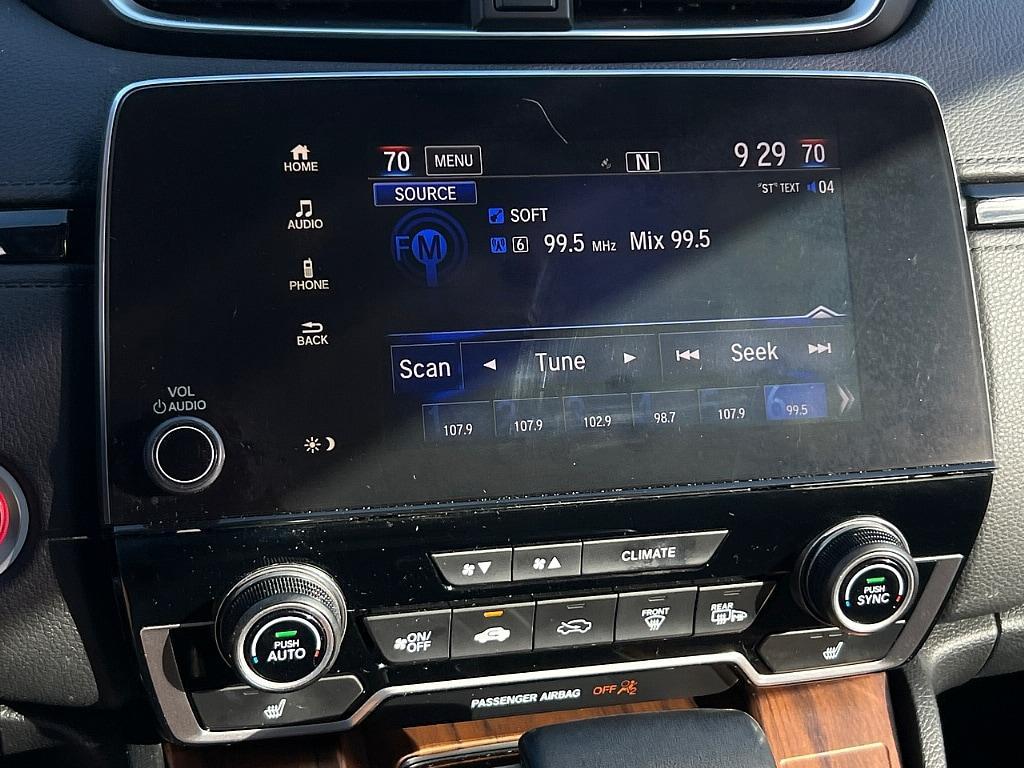 HOME
70 MENU N 9 29 70
SOURCE "ST" TEXT 04
AUDIO
SOFT
FM 6 99.5 MHz Mix 99.5
PHONE
BACK
Scan Tune Seek
107.9 107.9 102.9 98.7 107.9 99.5
VOL
AUDIO
CLIMATE
PUSH AUTO
ON/OFF
FRONT
REAR
PUSH SYNC
PASSENGER AIRBAG OFF